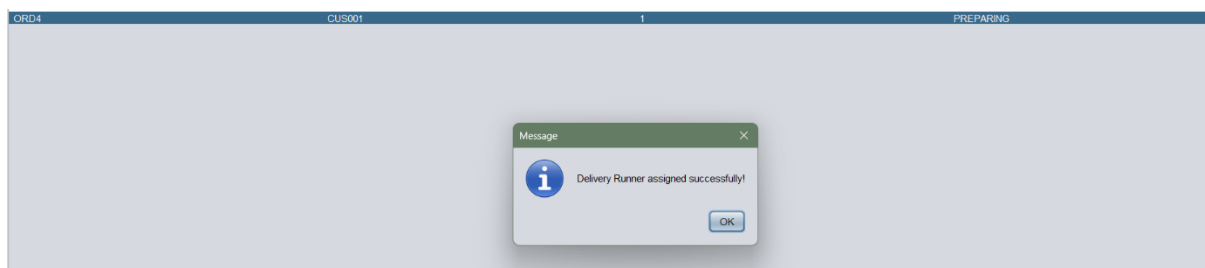 ORD4 CUS001 1 PREPARING
Message
Delivery Runner assigned successfully!
OK